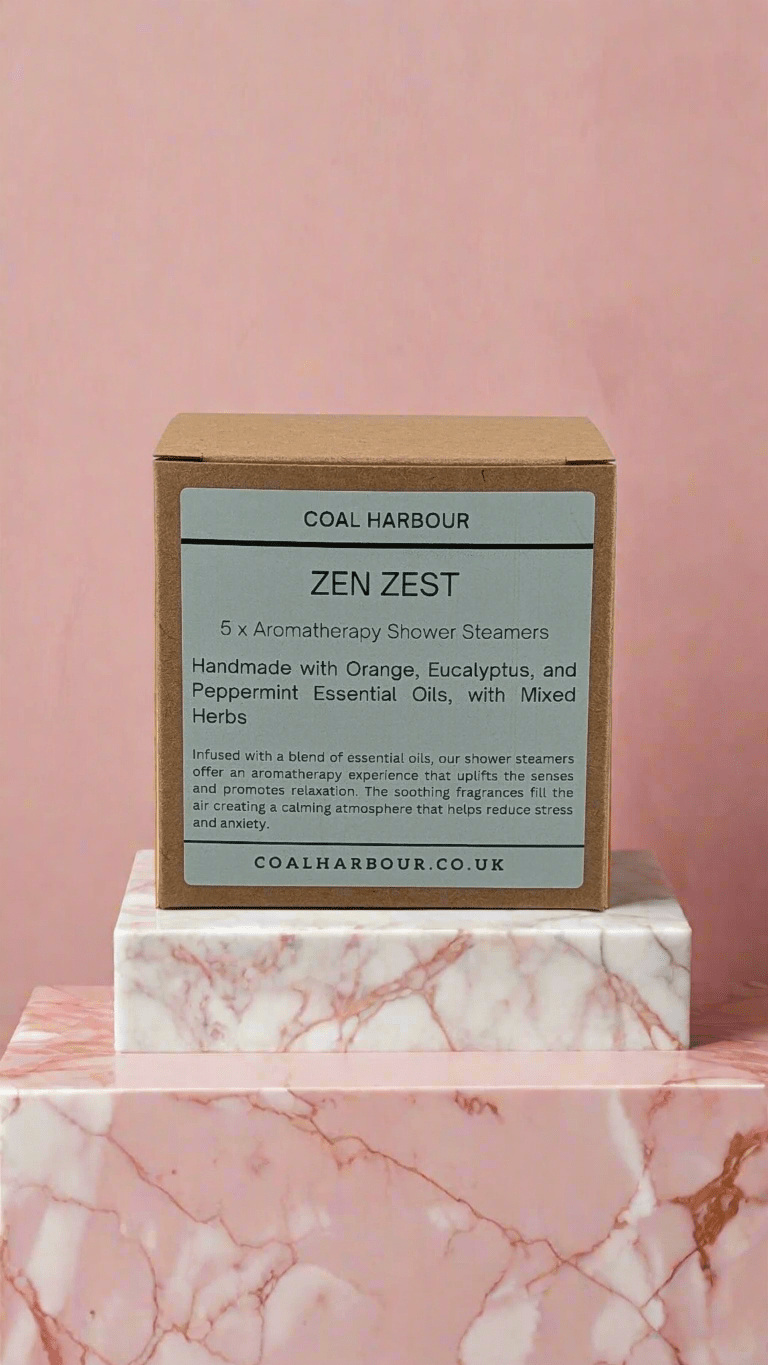 COAL HARBOUR
ZEN ZEST
5 x Aromatherapy Shower Steamers
Handmade with Orange, Eucalyptus, and
Peppermint Essential Oils, with Mixed
Herbs
Infused with a blend of essential oils, our shower steamers
offer an aromatherapy experience that uplifts the senses
and promotes relaxation. The soothing fragrances fill the
air creating a calming atmosphere that helps reduce stress
and anxiety.
COALHARBOUR.CO.UK